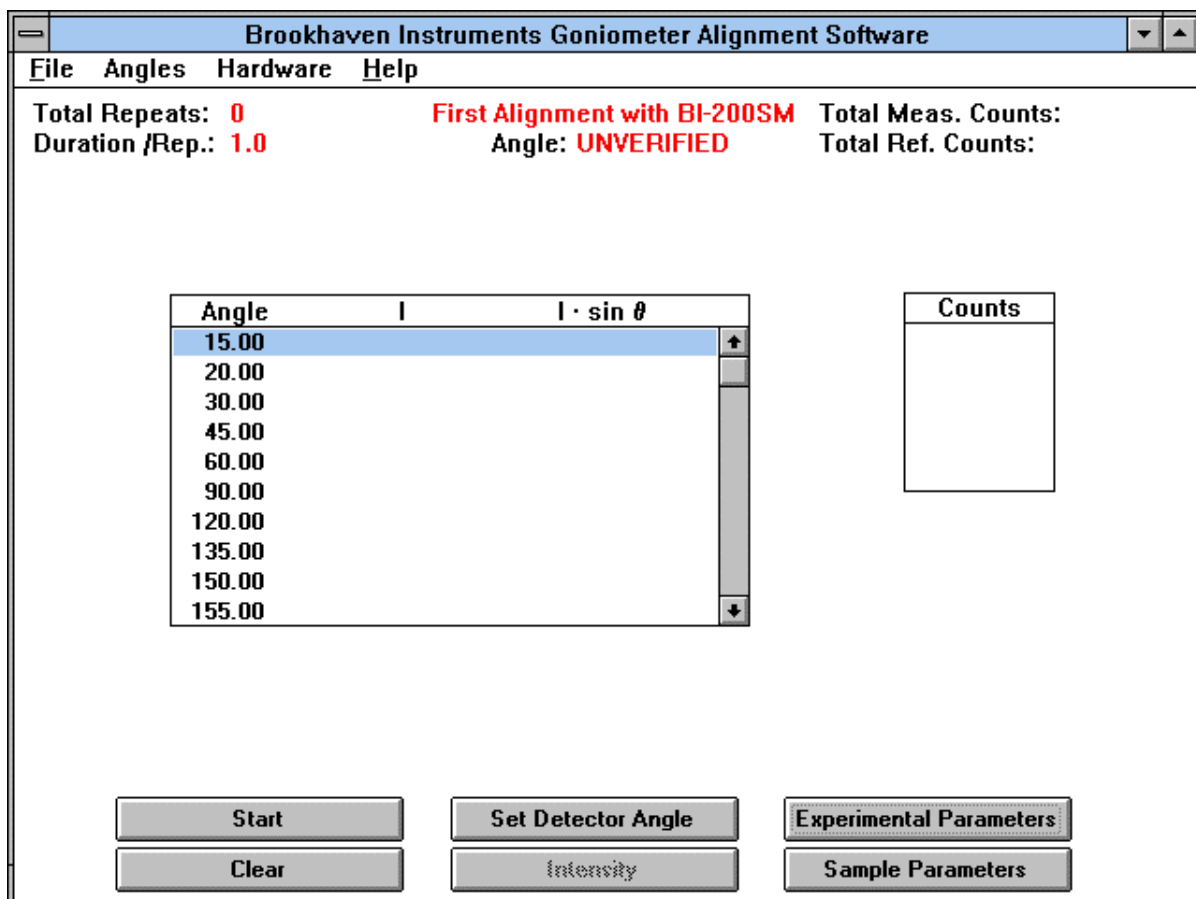 Brookhaven Instruments Goniometer Alignment Software
File Angles Hardware Help
Total Repeats: 0 First Alignment with BI-200SM Total Meas. Counts:
Duration /Rep.: 1.0 Angle: UNVERIFIED Total Ref. Counts:
Angle I I · sin θ Counts
15.00
20.00
30.00
45.00
60.00
90.00
120.00
135.00
150.00
155.00
Start Set Detector Angle Experimental Parameters
Clear Intensity Sample Parameters